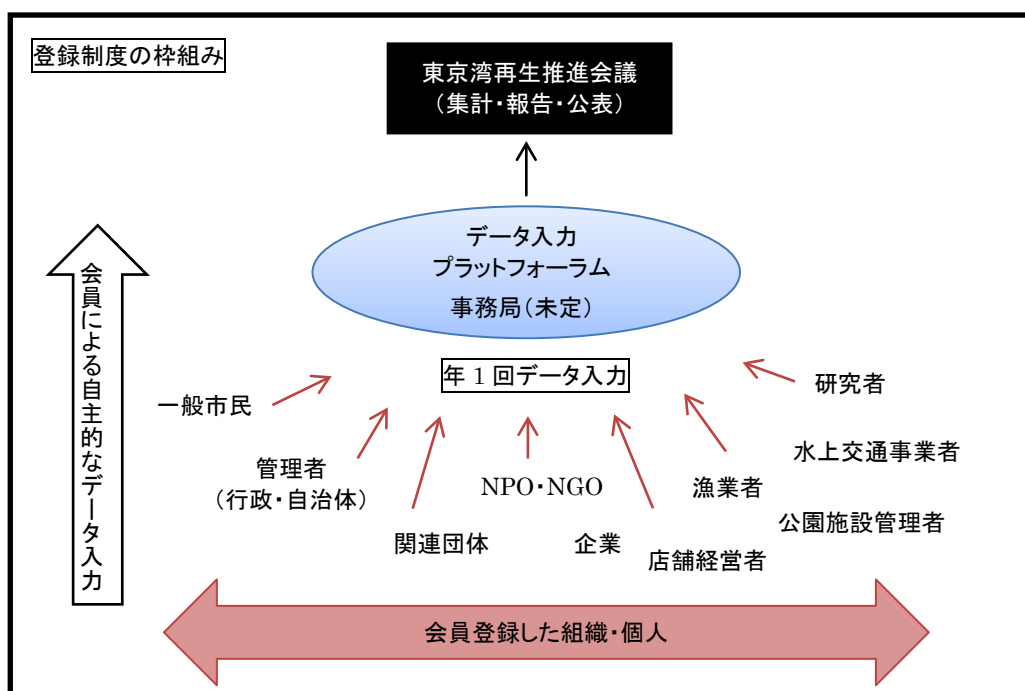 登録制度の枠組み
東京湾再生推進会議
（集計・報告・公表）
データ入力
プラットフォーラム
事務局（未定）
会員による自主的なデータ入力
年 1 回データ入力
研究者
一般市民
水上交通事業者
管理者
（行政・自治体）
NPO・NGO
漁業者
公園施設管理者
関連団体
企業
店舗経営者
会員登録した組織・個人